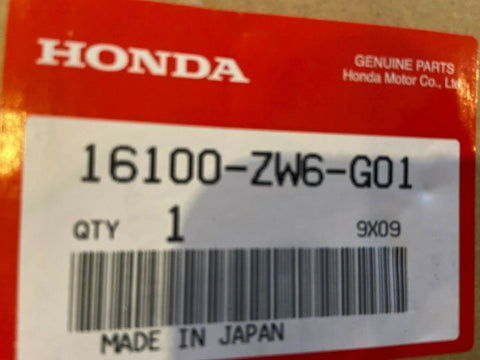 HONDA
GENUINE PARTS
Honda Motor Co., Ltd
16100-ZW6-G01
QTY 1 9X09
MADE IN JAPAN